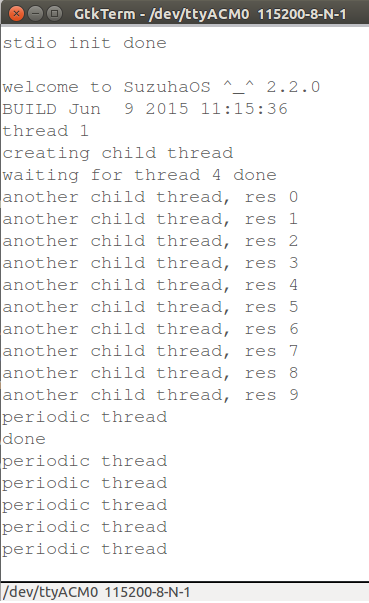 GtkTerm - /dev/ttyACM0 115200-8-N-1
stdio init done
welcome to SuzuhaOS ^_^ 2.2.0
BUILD Jun  9 2015 11:15:36
thread 1
creating child thread
waiting for thread 4 done
another child thread, res 0
another child thread, res 1
another child thread, res 2
another child thread, res 3
another child thread, res 4
another child thread, res 5
another child thread, res 6
another child thread, res 7
another child thread, res 8
another child thread, res 9
periodic thread
done
periodic thread
periodic thread
periodic thread
periodic thread
periodic thread
/dev/ttyACM0 115200-8-N-1